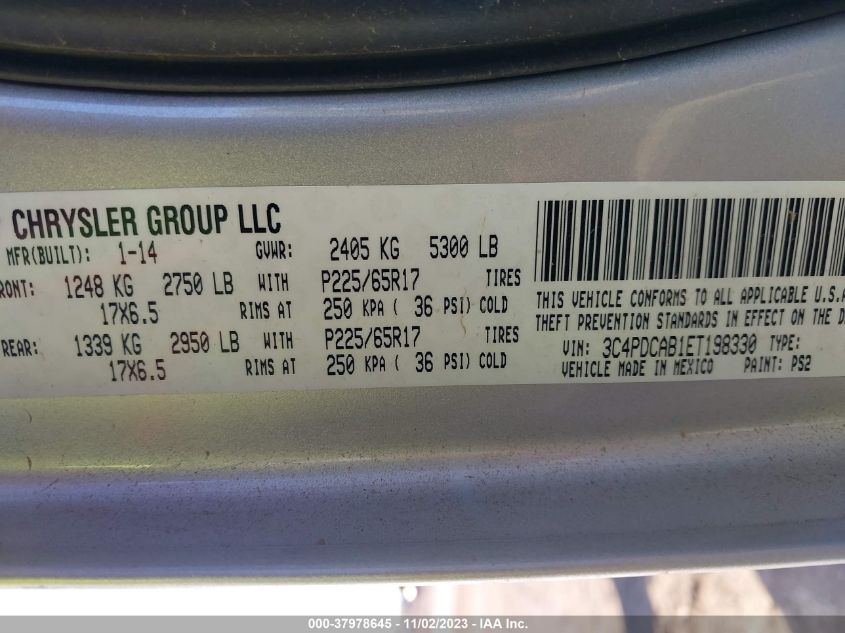 CHRYSLER GROUP LLC
MFR(BUILT): 1-14 GVWR: 2405 KG 5300 LB
RONT: 1248 KG 2750 LB WITH P225/65R17 TIRES
17X6.5 RIMS AT 250 KPA ( 36 PSI) COLD
REAR: 1339 KG 2950 LB WITH P225/65R17 TIRES
17X6.5 RIMS AT 250 KPA ( 36 PSI) COLD
THIS VEHICLE CONFORMS TO ALL APPLICABLE U.S.A
THEFT PREVENTION STANDARDS IN EFFECT ON THE D
VIN: 3C4PDCAB1ET198330 TYPE:
VEHICLE MADE IN MEXICO PAINT: PS2
000-37978645 - 11/02/2023 - IAA Inc.